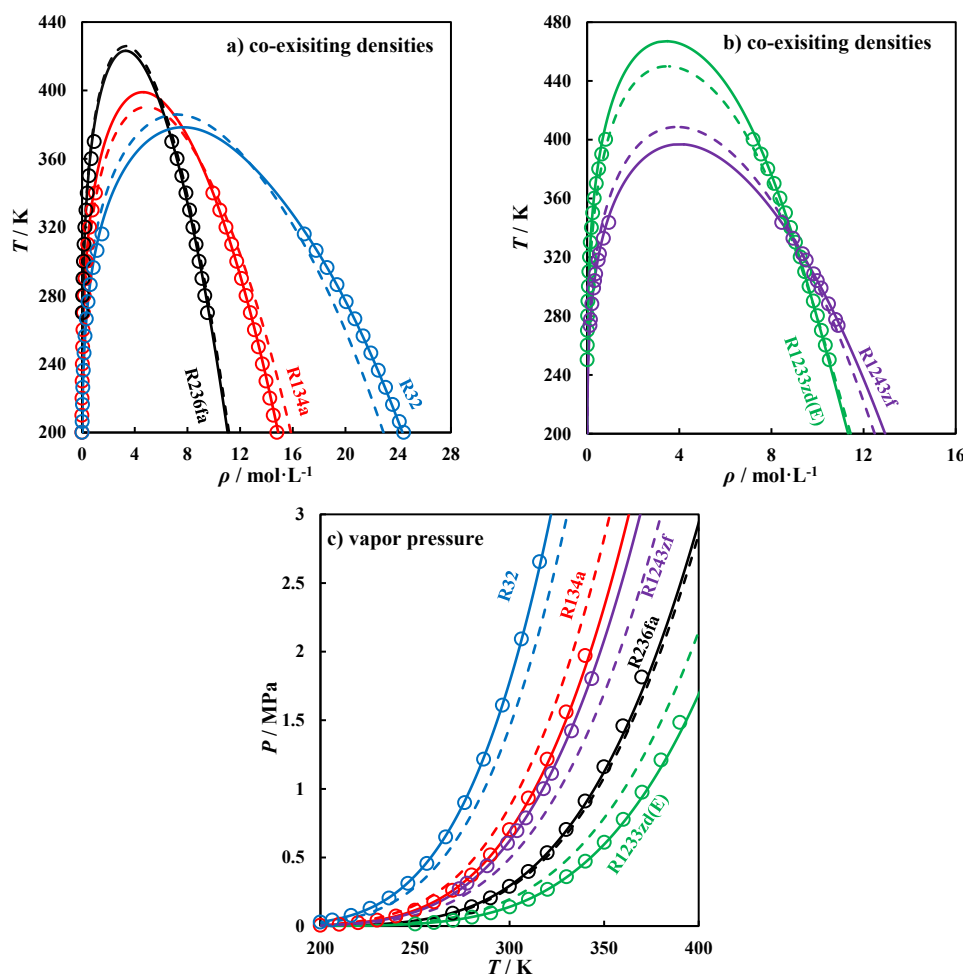 a) co-exisiting densities
440
400
360
320
280
240
200
T / K
0 4 8 12 16 20 24 28
ρ / mol·L-1
R236fa
R134a
R32
b) co-exisiting densities
480
440
400
360
320
280
240
200
T / K
0 4 8 12 16
ρ / mol·L-1
R1233zd(E)
R1243zf
c) vapor pressure
3
2.5
2
1.5
1
0.5
0
P / MPa
200 250 300 350 400
T / K
R32
R134a
R1243zf
R236fa
R1233zd(E)